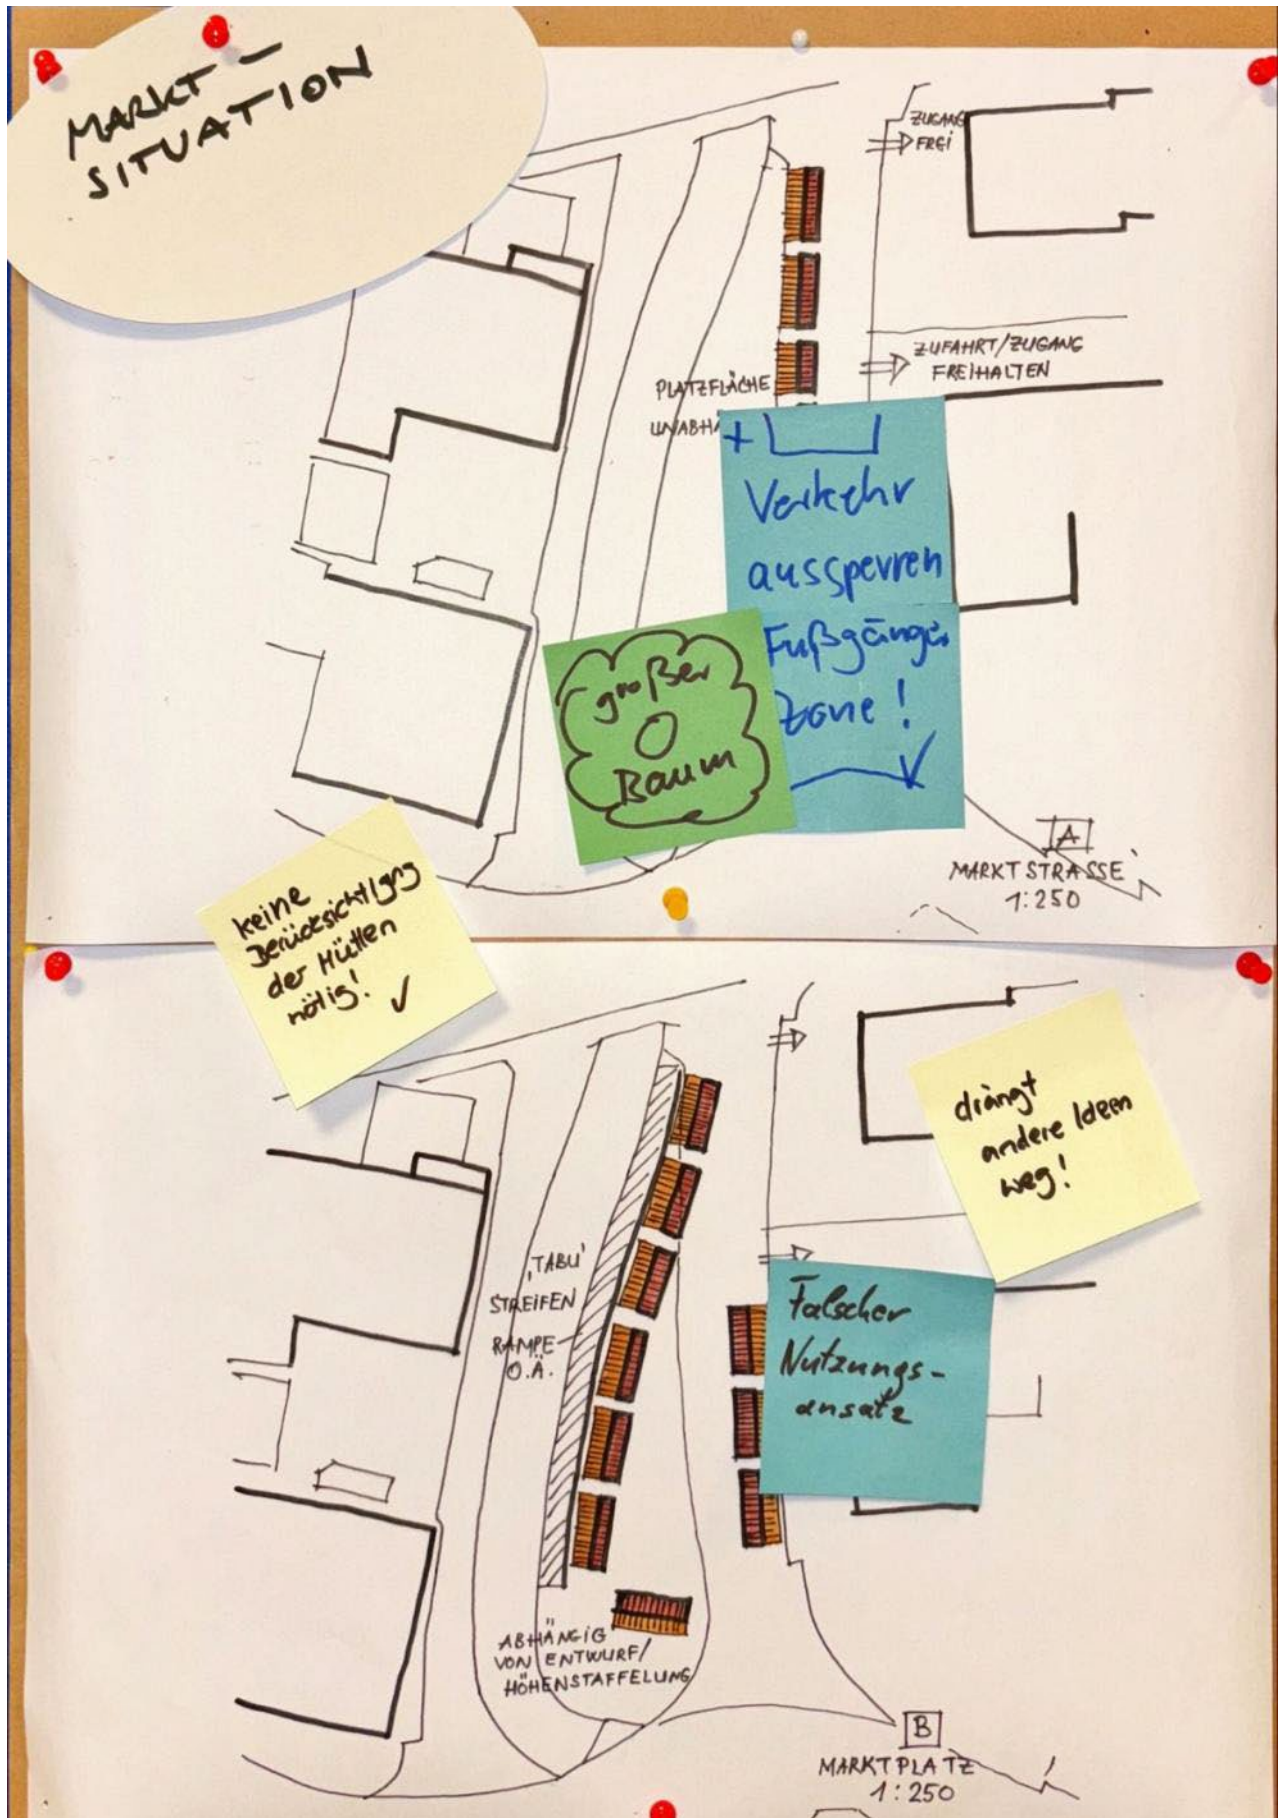 MARKT-
SITUATION
ZUGANG
FREI
ZUFAHRT/ZUGANG
FREIHALTEN
PLATZFLÄCHE
UNABHÄ
+
Verkehr
aussperren
Fußgänger
zone!
großer
Baum
A
MARKTSTRASSE
1:250
keine
Berücksichtigung
der Hütten
nötig! ✓
drängt
andere Ideen
weg!
'TABU'
STREIFEN
RAMPE
O.Ä.
Falscher
Nutzungs-
ansatz
ABHÄNGIG
VON ENTWURF/
HÖHENSTAFFELUNG
B
MARKTPLATZ
1:250